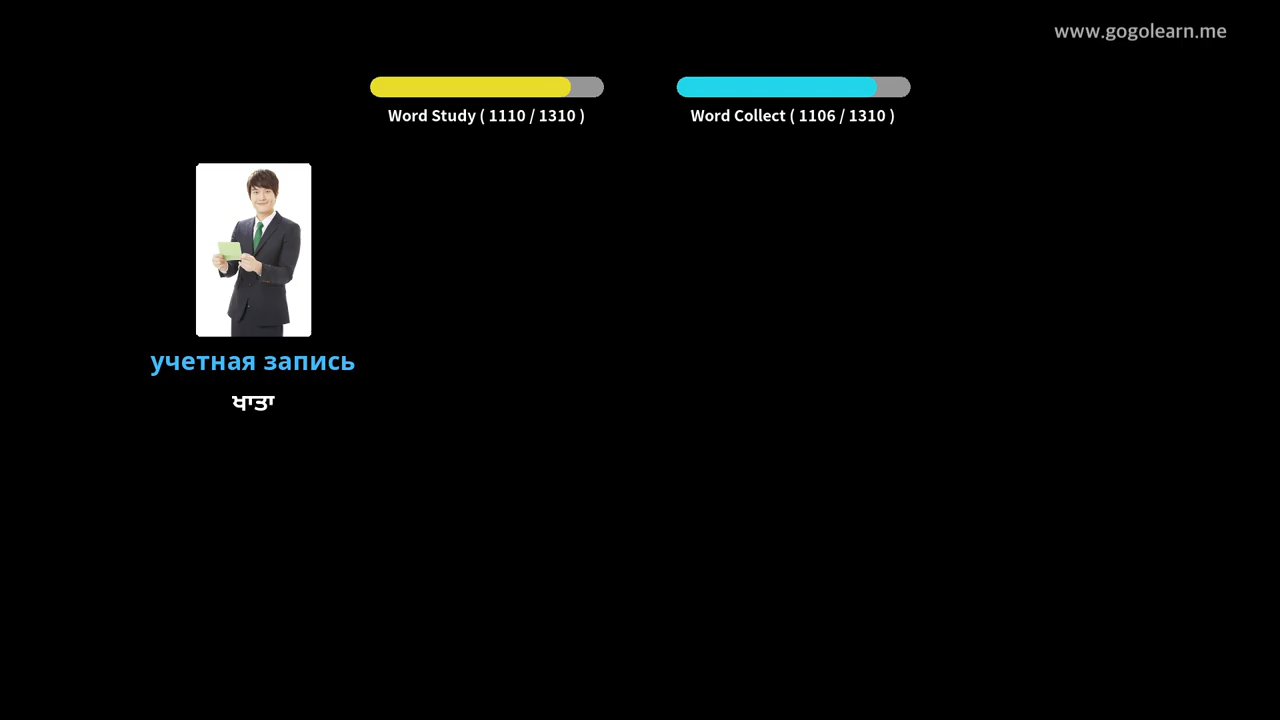 www.gogolearn.me
Word Study ( 1110 / 1310 )
Word Collect ( 1106 / 1310 )
учетная запись
ਖਾਤਾ